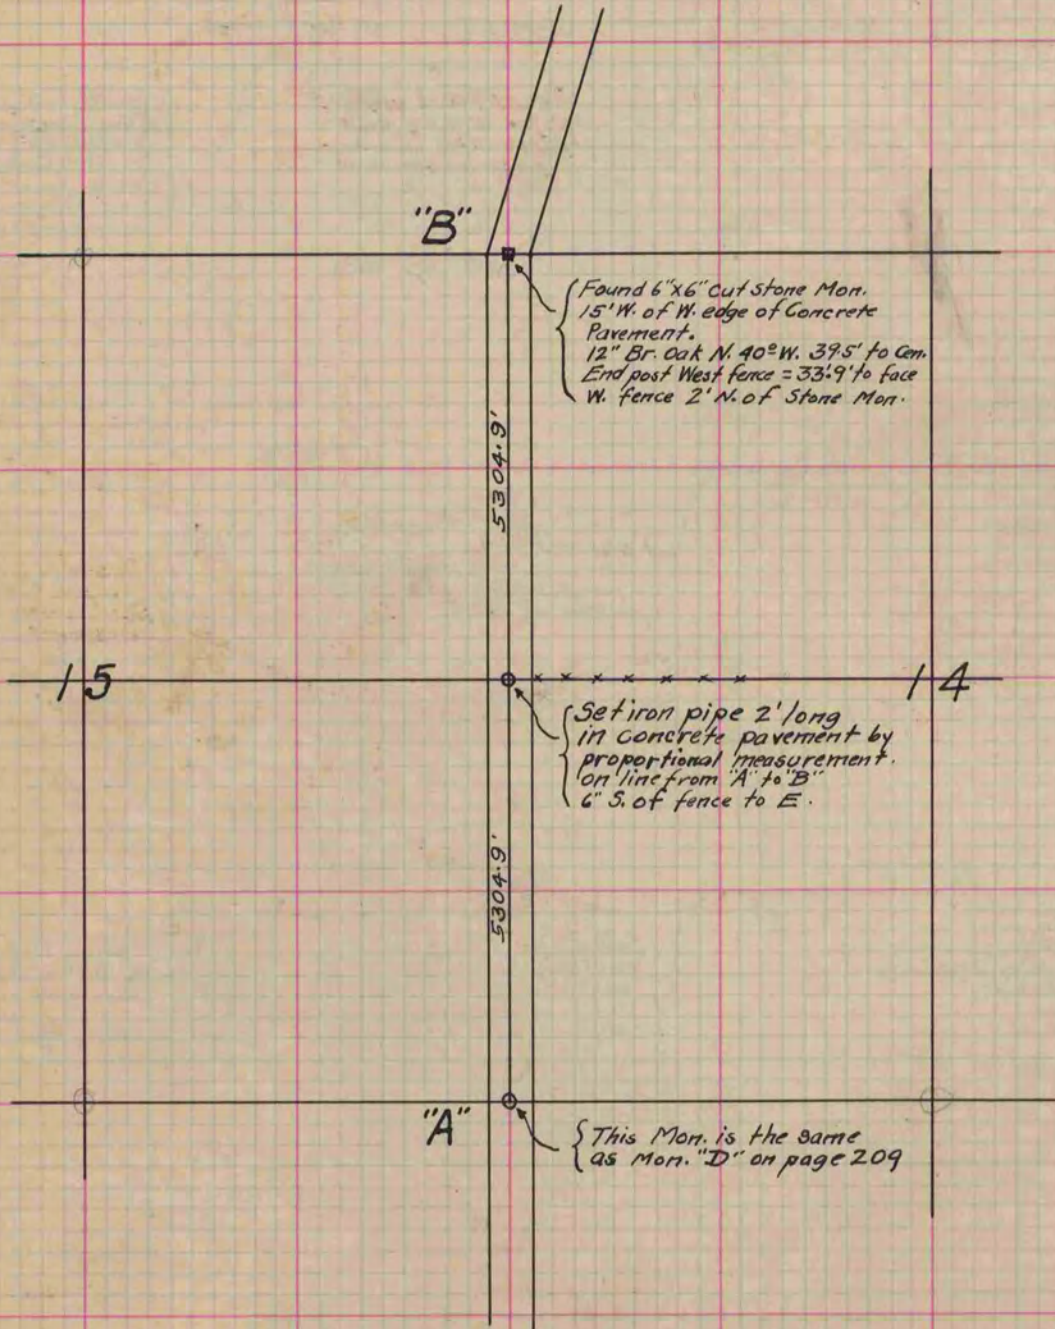 "B"
Found 6"x6" cut stone Mon.
15' W. of W. edge of Concrete
Pavement.
12" Br. Oak N. 40° W. 39.5' to Cen.
End post West fence = 33.9' to face
W. fence 2' N. of Stone Mon.
5304.9'
15
14
Set iron pipe 2' long
in concrete pavement by
proportional measurement.
on line from "A" to "B"
6" S. of fence to E.
5304.9'
"A"
This Mon. is the same
as Mon. "D" on page 209